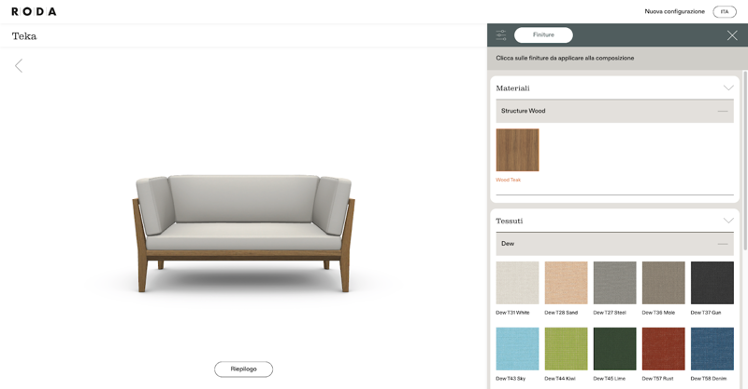 RODA
Nuova configurazione
ITA
Teka
Finiture
Clicca sulle finiture da applicare alla composizione
Materiali
Structure Wood
Wood Teak
Tessuti
Dew
Dew T31 White
Dew T28 Sand
Dew T27 Steel
Dew T36 Mole
Dew T37 Gun
Dew T43 Sky
Dew T44 Kiwi
Dew T45 Lime
Dew T57 Rust
Dew T58 Denim
Riepilogo